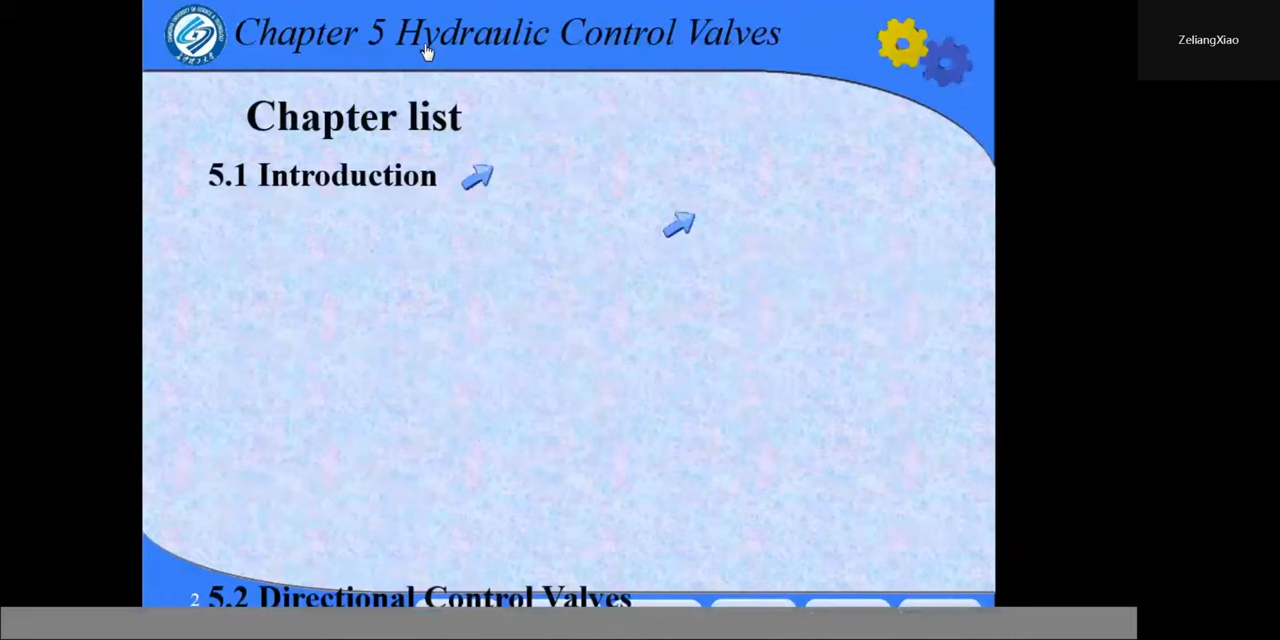 Chapter 5 Hydraulic Control Valves
ZeliangXiao
Chapter list
5.1 Introduction
2 5.2 Directional Control Valves